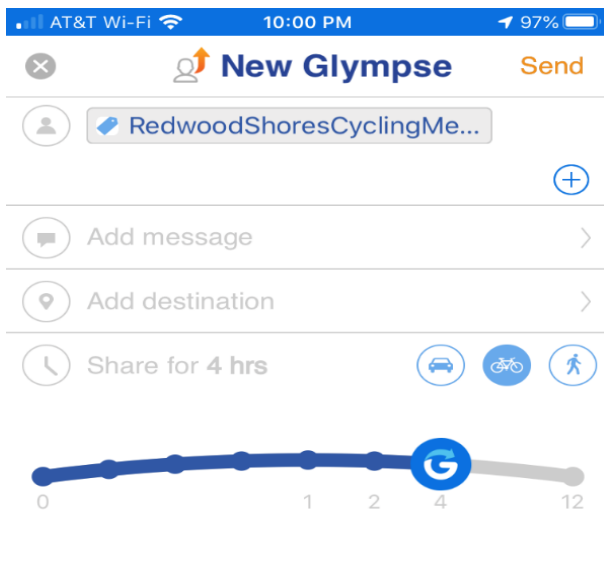 AT&T Wi-Fi 10:00 PM 97%
New Glympse Send
RedwoodShoresCyclingMe...
Add message
Add destination
Share for 4 hrs
G
0 1 2 4 12